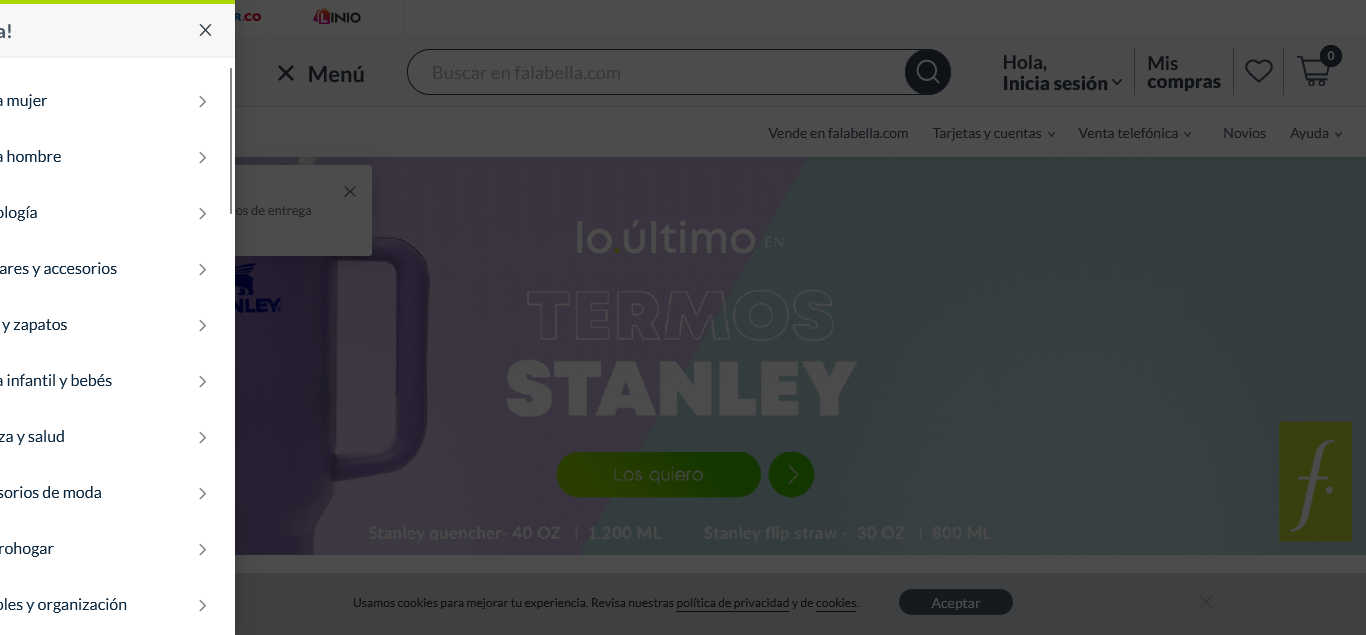 R.CO
LINIO
a!
Menú
Buscar en falabella.com
Hola,
Inicia sesión
Mis
compras
0
Vende en falabella.com
Tarjetas y cuentas
Venta telefónica
Novios
Ayuda
a mujer
a hombre
ología
ares y accesorios
y zapatos
a infantil y bebés
za y salud
sorios de moda
rohogar
les y organización
os de entrega
NLEY.
lo.último EN
TERMOS
STANLEY
Los quiero
Stanley quencher- 40 OZ | 1.200 ML
Stanley flip straw - 30 OZ | 800 ML
f.
Usamos cookies para mejorar tu experiencia. Revisa nuestras política de privacidad y de cookies.
Aceptar